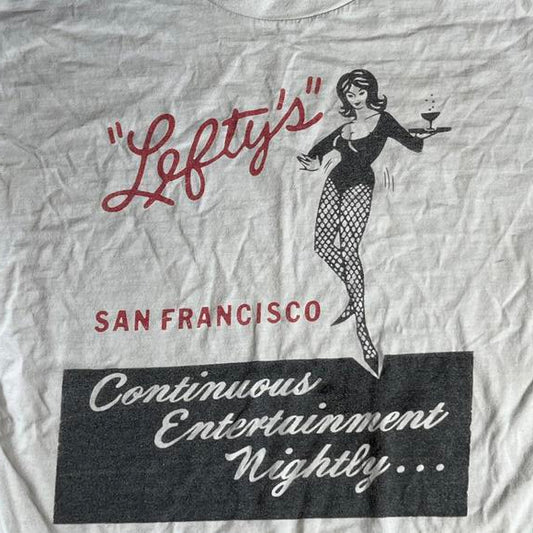 "Lefty's"
SAN FRANCISCO
Continuous
Entertainment
Nightly...